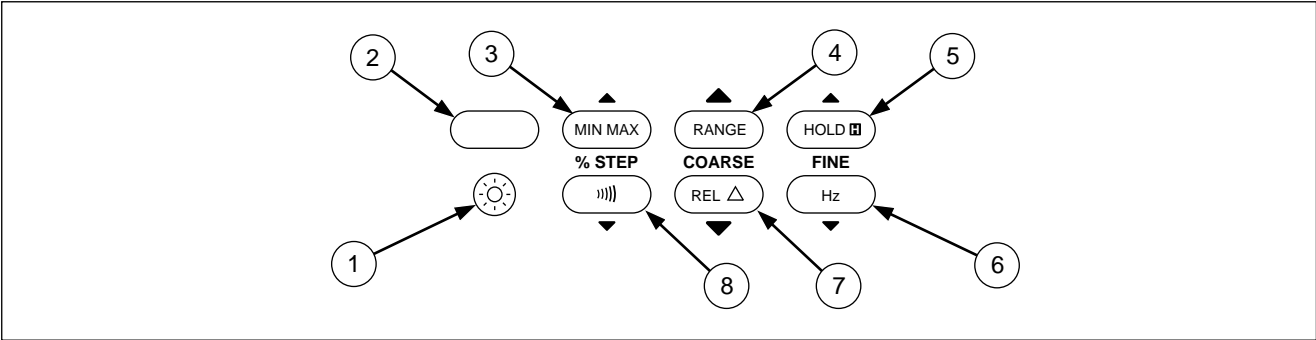 2
3
4
5
MIN MAX
RANGE
HOLD H
% STEP
COARSE
FINE
REL △
Hz
1
8
7
6